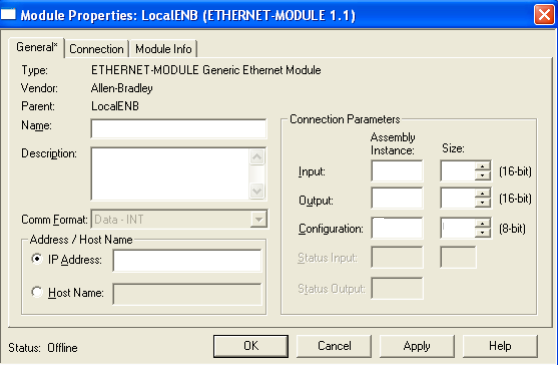 Module Properties: LocalENB (ETHERNET-MODULE 1.1)
General* Connection Module Info
Type: ETHERNET-MODULE Generic Ethernet Module
Vendor: Allen-Bradley
Parent: LocalENB
Name:
Description:
Comm Format: Data - INT
Address / Host Name
IP Address:
Host Name:
Connection Parameters
Assembly Instance: Size:
Input: (16-bit)
Output: (16-bit)
Configuration: (8-bit)
Status Input:
Status Output:
Status: Offline
OK Cancel Apply Help